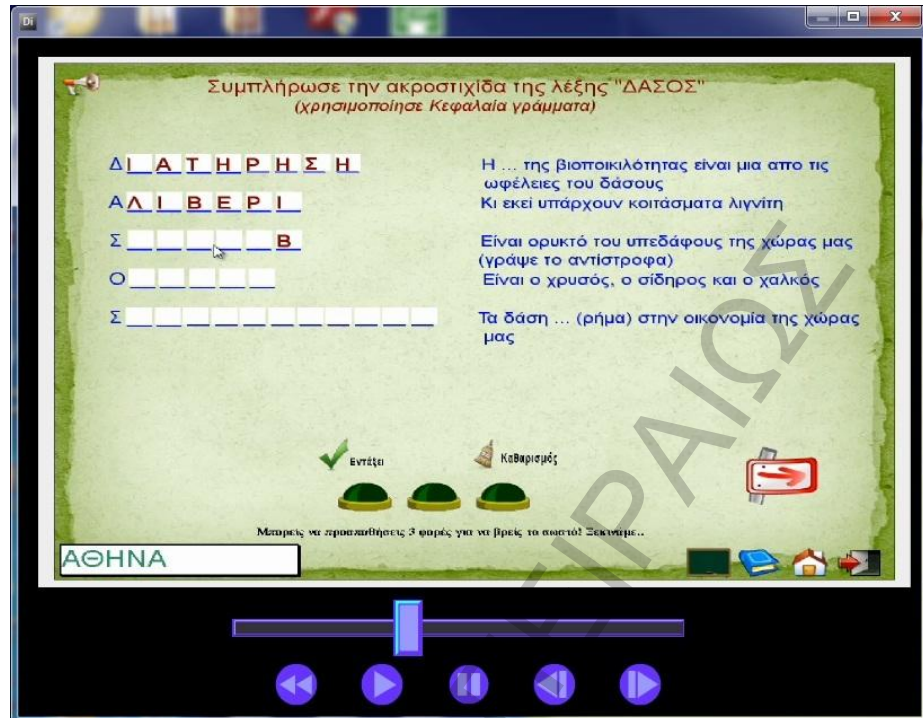 Di
Συμπλήρωσε την ακροστιχίδα της λέξης "ΔΑΣΟΣ"
(χρησιμοποίησε Κεφαλαία γράμματα)
Δ Ι Α Τ Η Ρ Η Σ Η
Η ... της βιοποικιλότητας είναι μια απο τις
ωφέλειες του δάσους
Α Λ Ι Β Ε Ρ Ι
Κι εκεί υπάρχουν κοιτάσματα λιγνίτη
Σ _ _ _ _ _ Β
Είναι ορυκτό του υπεδάφους της χώρας μας
(γράψε το αντίστροφα)
Ο _ _ _ _ _
Είναι ο χρυσός, ο σίδηρος και ο χαλκός
Σ _ _ _ _ _ _ _ _ _ _ _
Τα δάση ... (ρήμα) στην οικονομία της χώρας
μας
Εντάξει
Καθαρισμός
Μπορείς να προσπαθήσεις 3 φορές για να βρείς το σωστό! Ξεκινάμε..
ΑΘΗΝΑ
ΠΕΙΡΑΙΩΣ